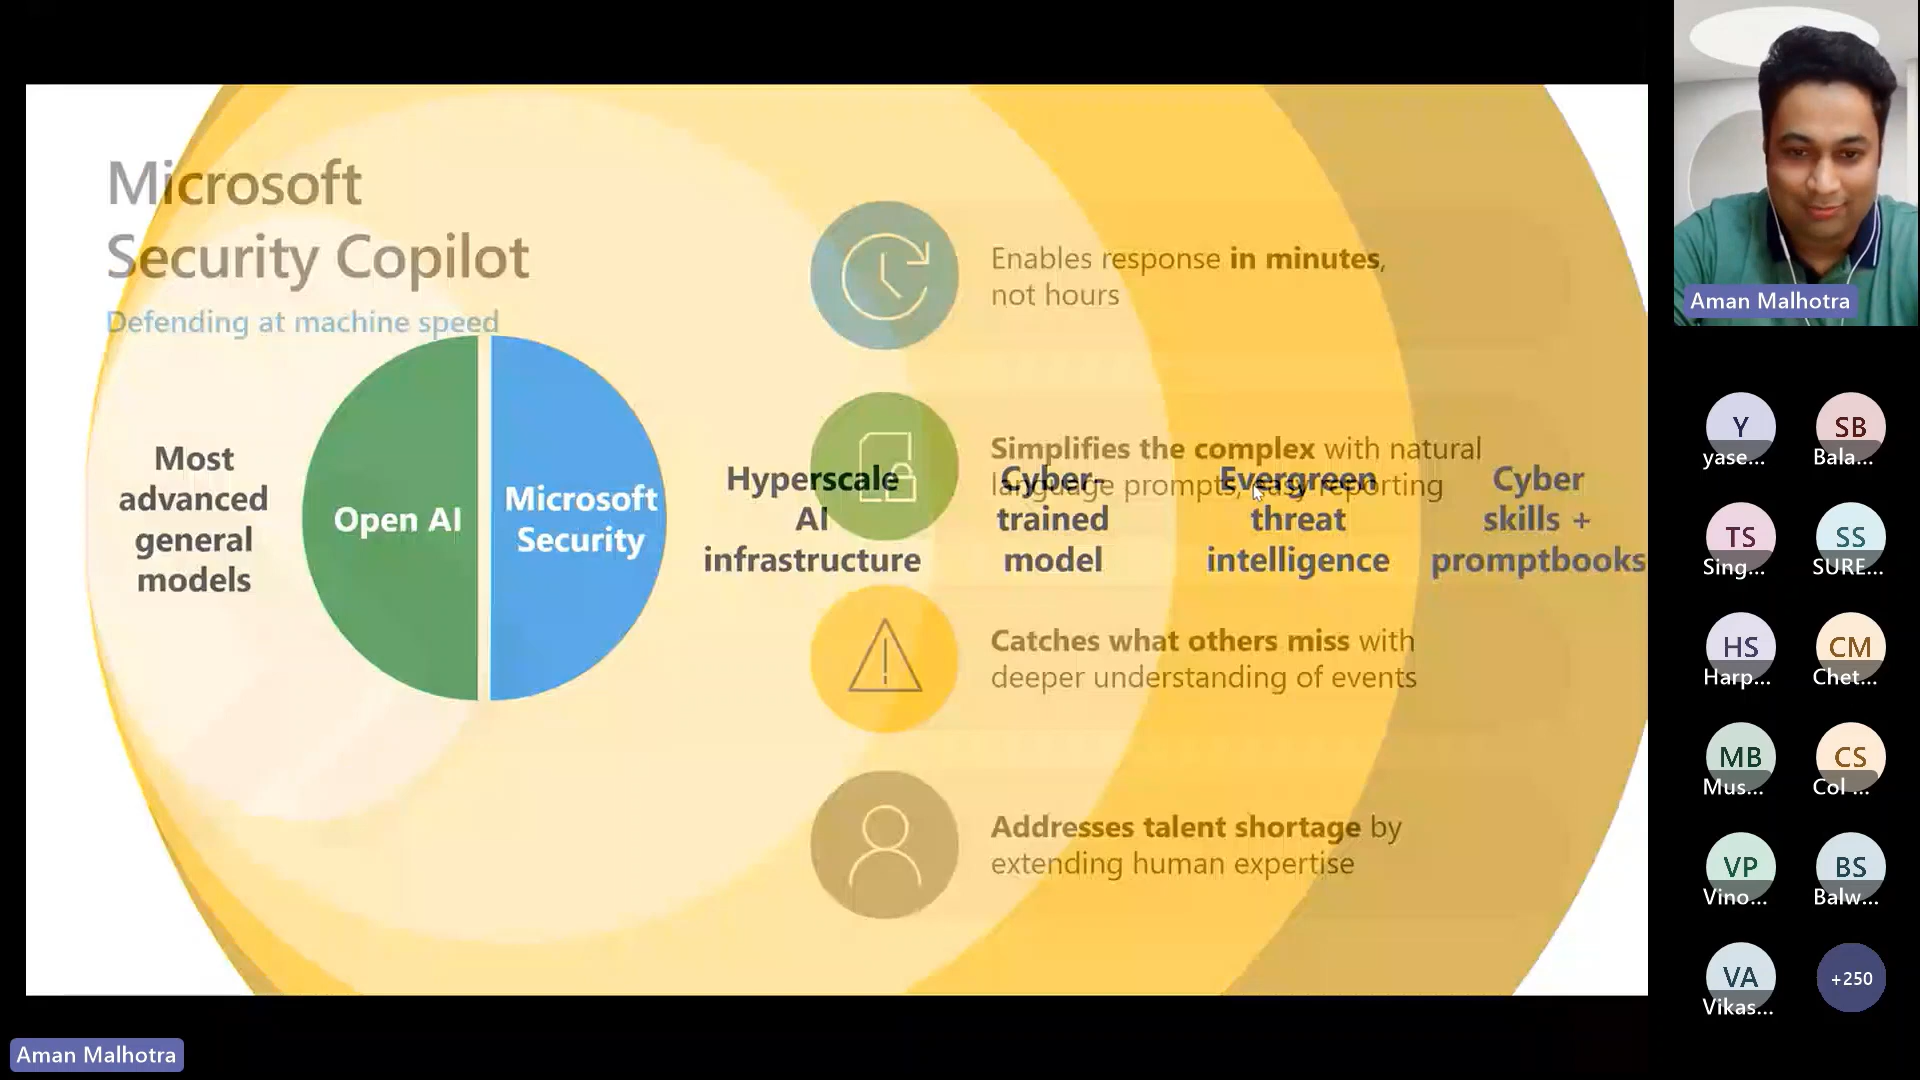 Microsoft
Security Copilot
Defending at machine speed
Enables response in minutes,
not hours
Simplifies the complex with natural
language prompts, easy reporting
Catches what others miss with
deeper understanding of events
Addresses talent shortage by
extending human expertise
Most
advanced
general
models
Open AI
Microsoft
Security
Hyperscale
AI
infrastructure
Cyber-
trained
model
Evergreen
threat
intelligence
Cyber
skills +
promptbooks
Aman Malhotra
Y
yase...
SB
Bala...
TS
Sing...
SS
SURE...
HS
Harp...
CM
Chet...
MB
Mus...
CS
Col ...
VP
Vino...
BS
Balw...
VA
Vikas...
+250
Aman Malhotra